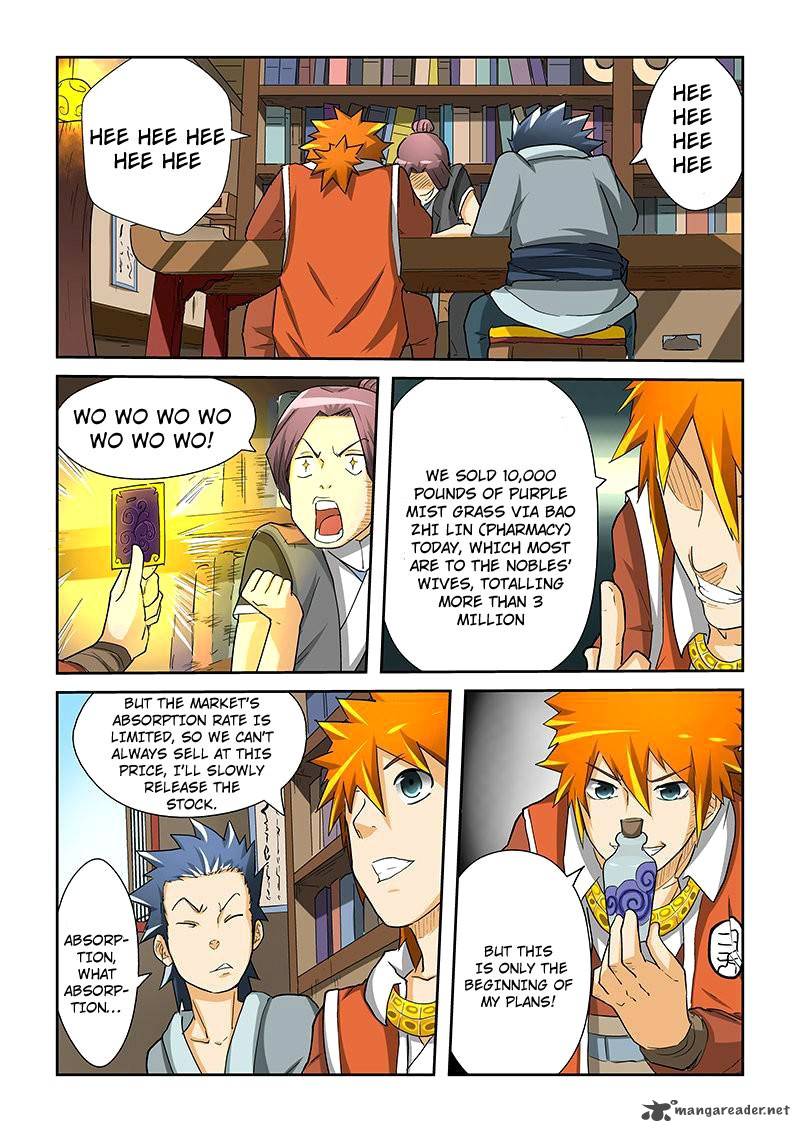 HEE HEE HEE
HEE HEE
HEE
HEE
HEE
HEE
WO WO WO WO
WO WO WO!
WE SOLD 10,000
POUNDS OF PURPLE
MIST GRASS VIA BAO
ZHI LIN (PHARMACY)
TODAY, WHICH MOST
ARE TO THE NOBLES'
WIVES, TOTALLING
MORE THAN 3
MILLION
BUT THE MARKET'S
ABSORPTION RATE IS
LIMITED, SO WE CAN'T
ALWAYS SELL AT THIS
PRICE, I'LL SLOWLY
RELEASE THE
STOCK.
ABSORP-
TION,
WHAT
ABSORP-
TION...
BUT THIS
IS ONLY THE
BEGINNING OF
MY PLANS!
mangareader.net